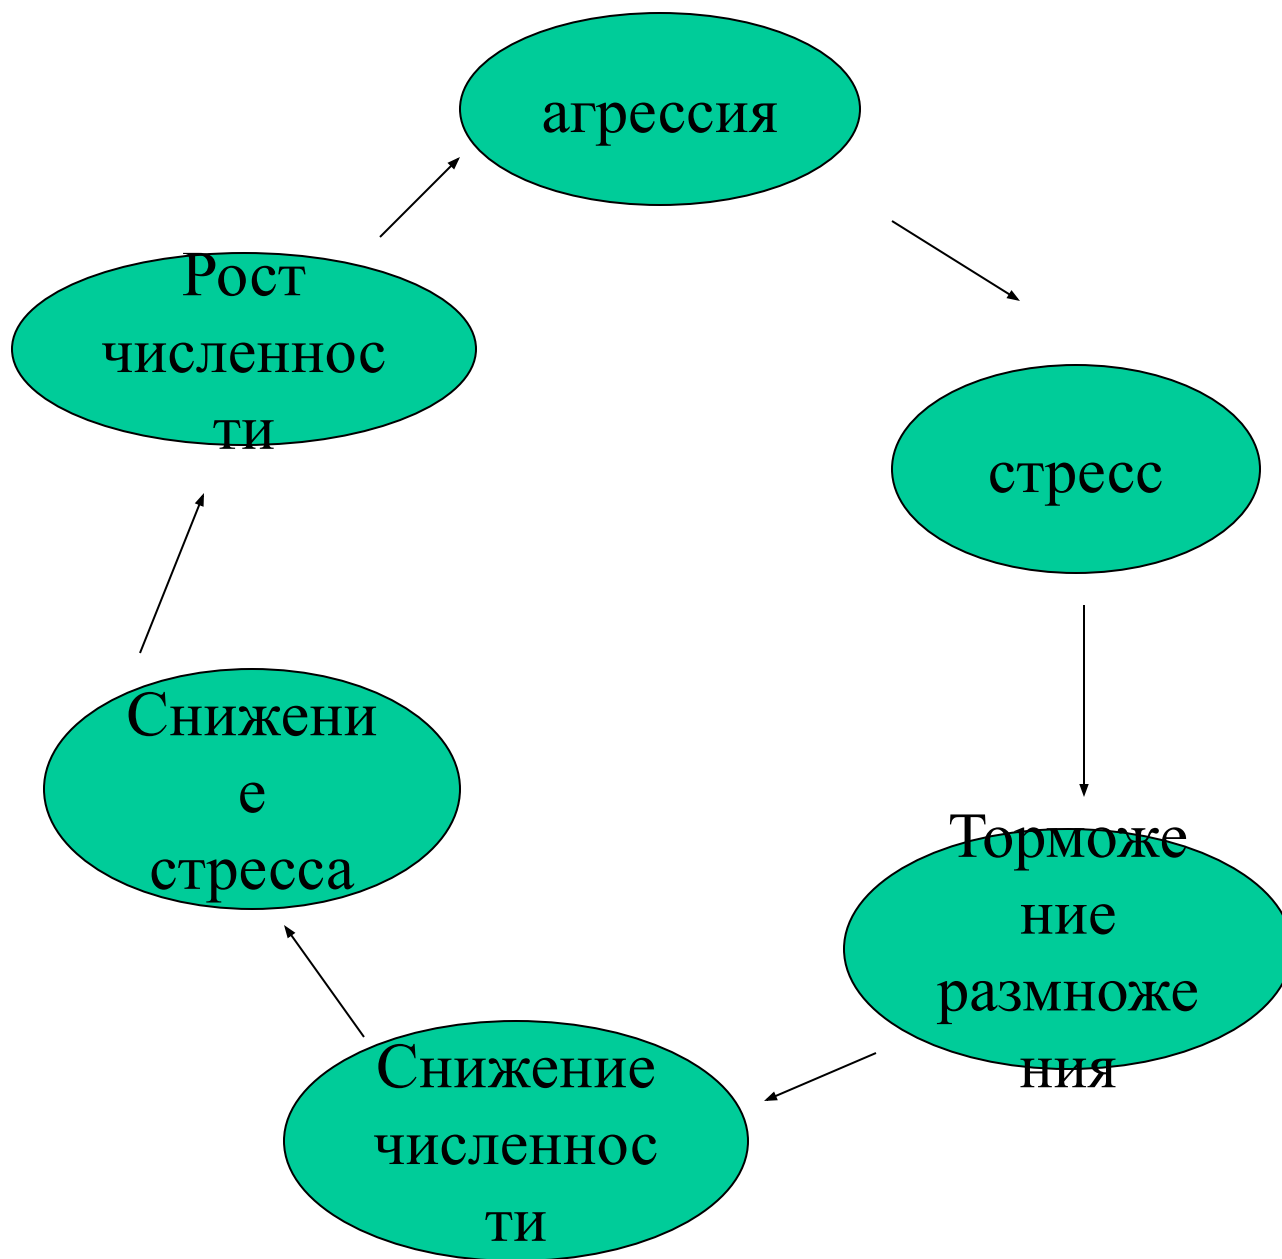 агрессия
Рост
численнос
ти
стресс
Снижени
е
стресса
Торможе
ние
размноже
ния
Снижение
численнос
ти